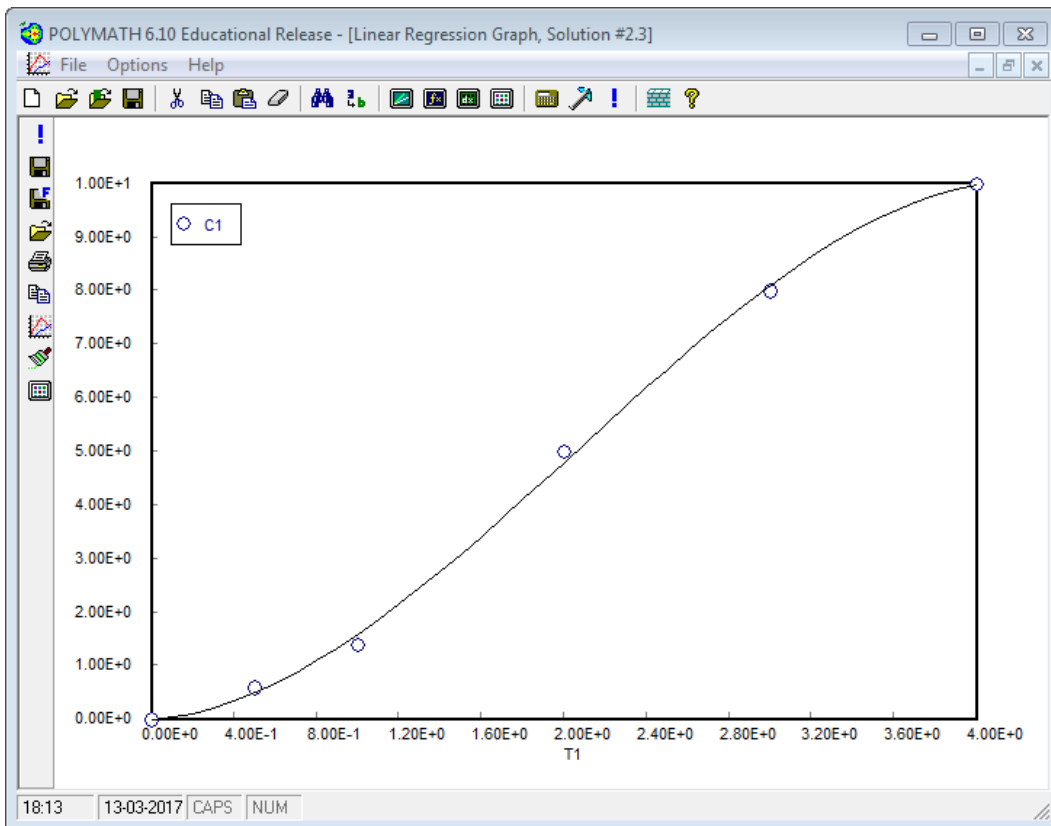 POLYMATH 6.10 Educational Release - [Linear Regression Graph, Solution #2.3]
File Options Help
1.00E+1
C1
9.00E+0
8.00E+0
7.00E+0
6.00E+0
5.00E+0
4.00E+0
3.00E+0
2.00E+0
1.00E+0
0.00E+0
0.00E+0 4.00E-1 8.00E-1 1.20E+0 1.60E+0 2.00E+0 2.40E+0 2.80E+0 3.20E+0 3.60E+0 4.00E+0
T1
18:13 13-03-2017 CAPS NUM